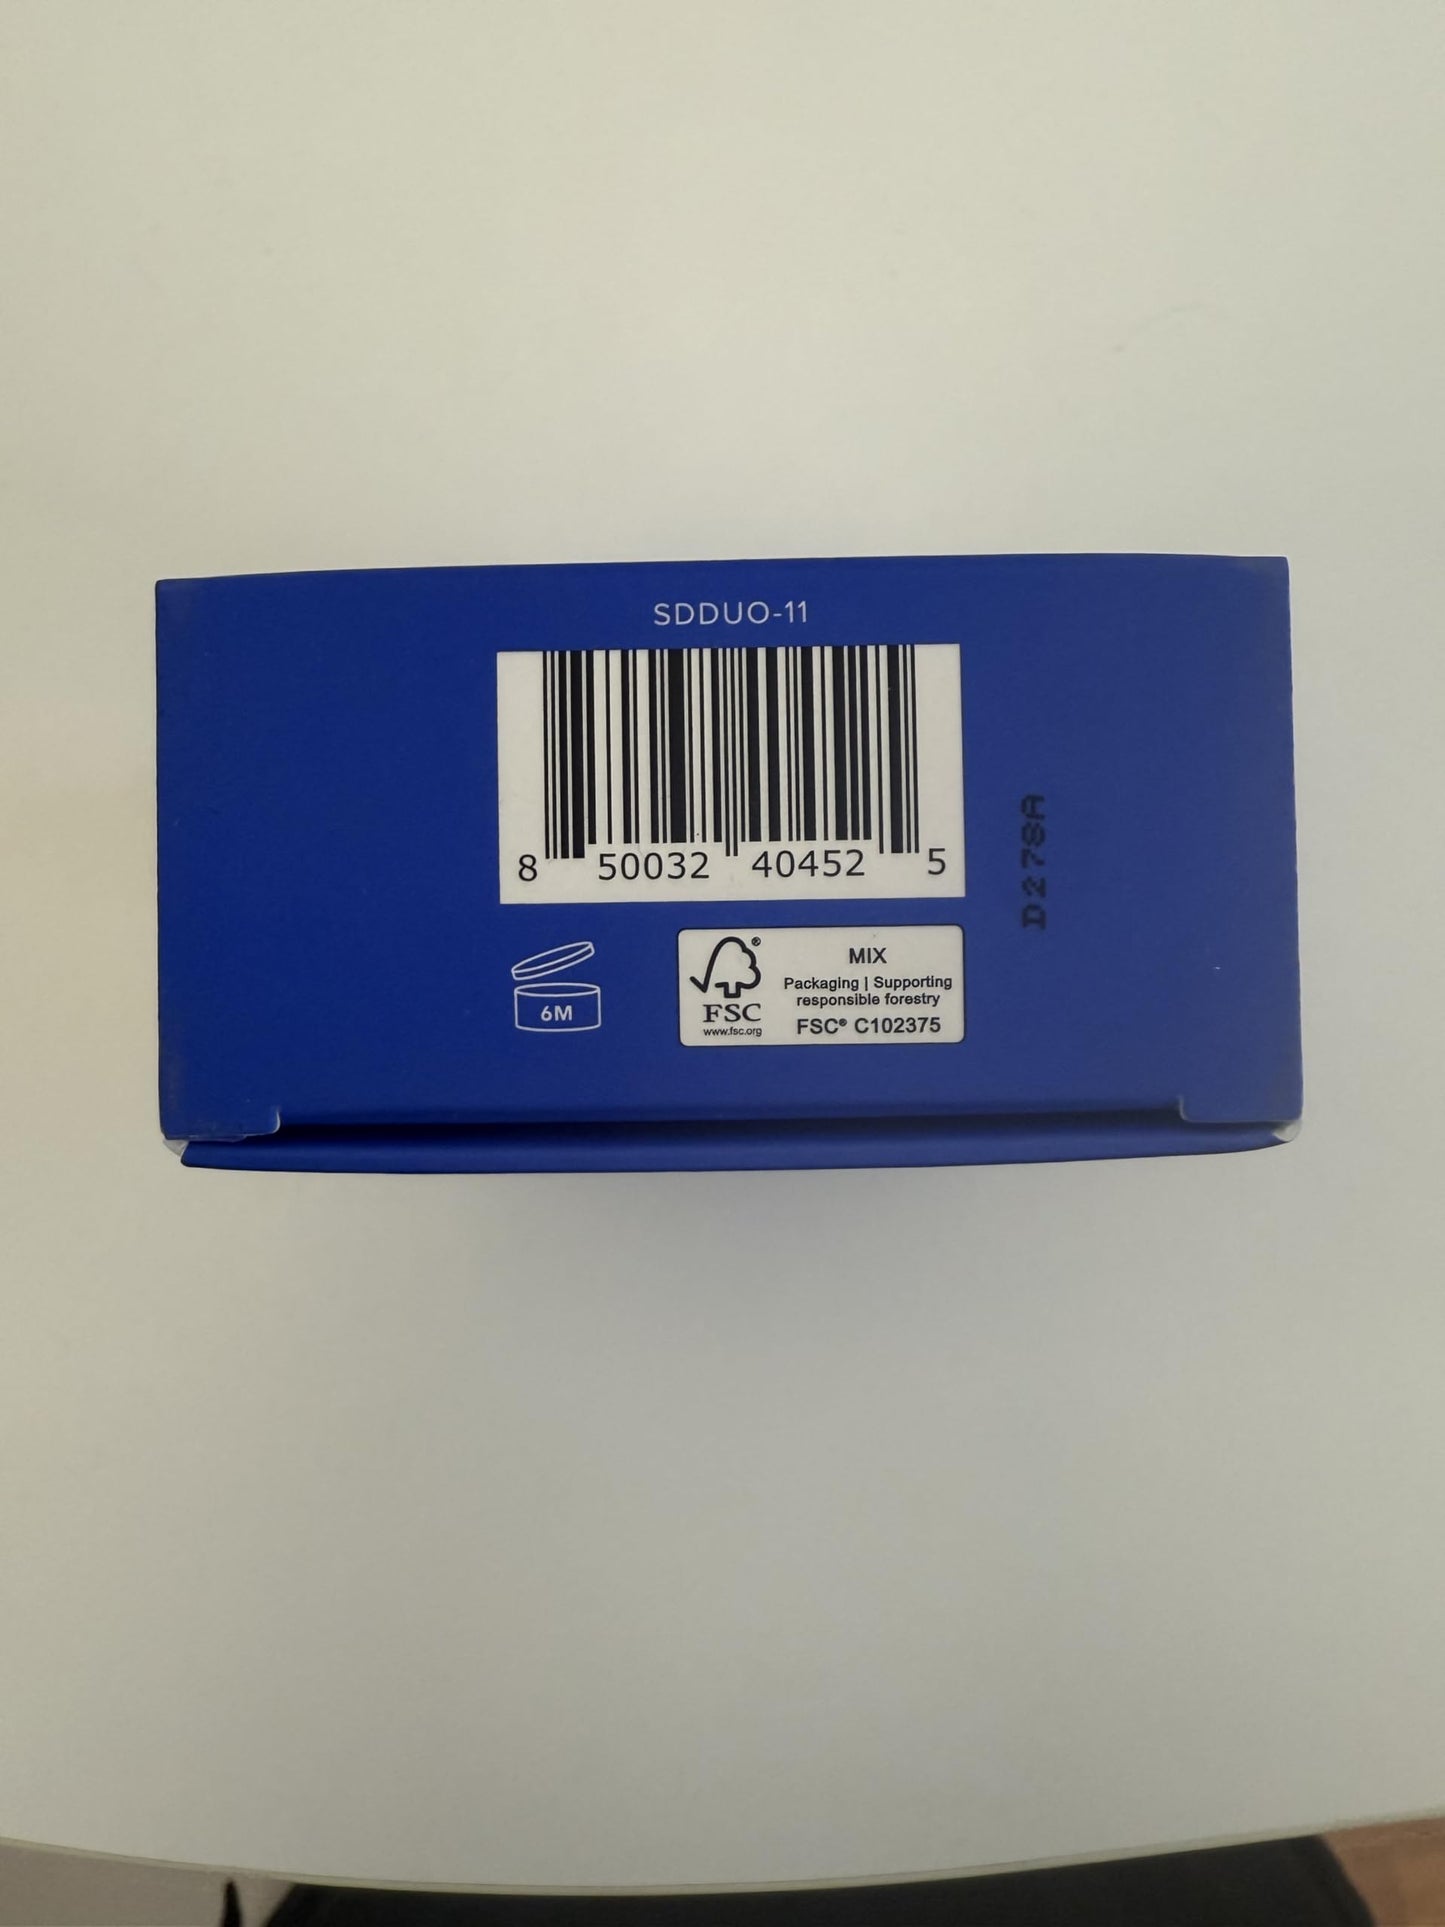 SDDUO-11
8 50032 40452 5
D278A
6M
FSC®
www.fsc.org
MIX
Packaging | Supporting
responsible forestry
FSC® C102375